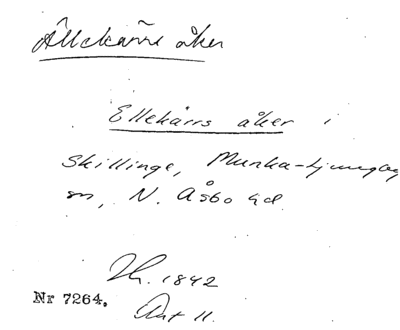 Ällekärrs åker
Ellekärrs åker i
Skillinge, Munka-Ljungby
sn, N. Åsbo hd.
1842
Nr 7264.
Akt 11.